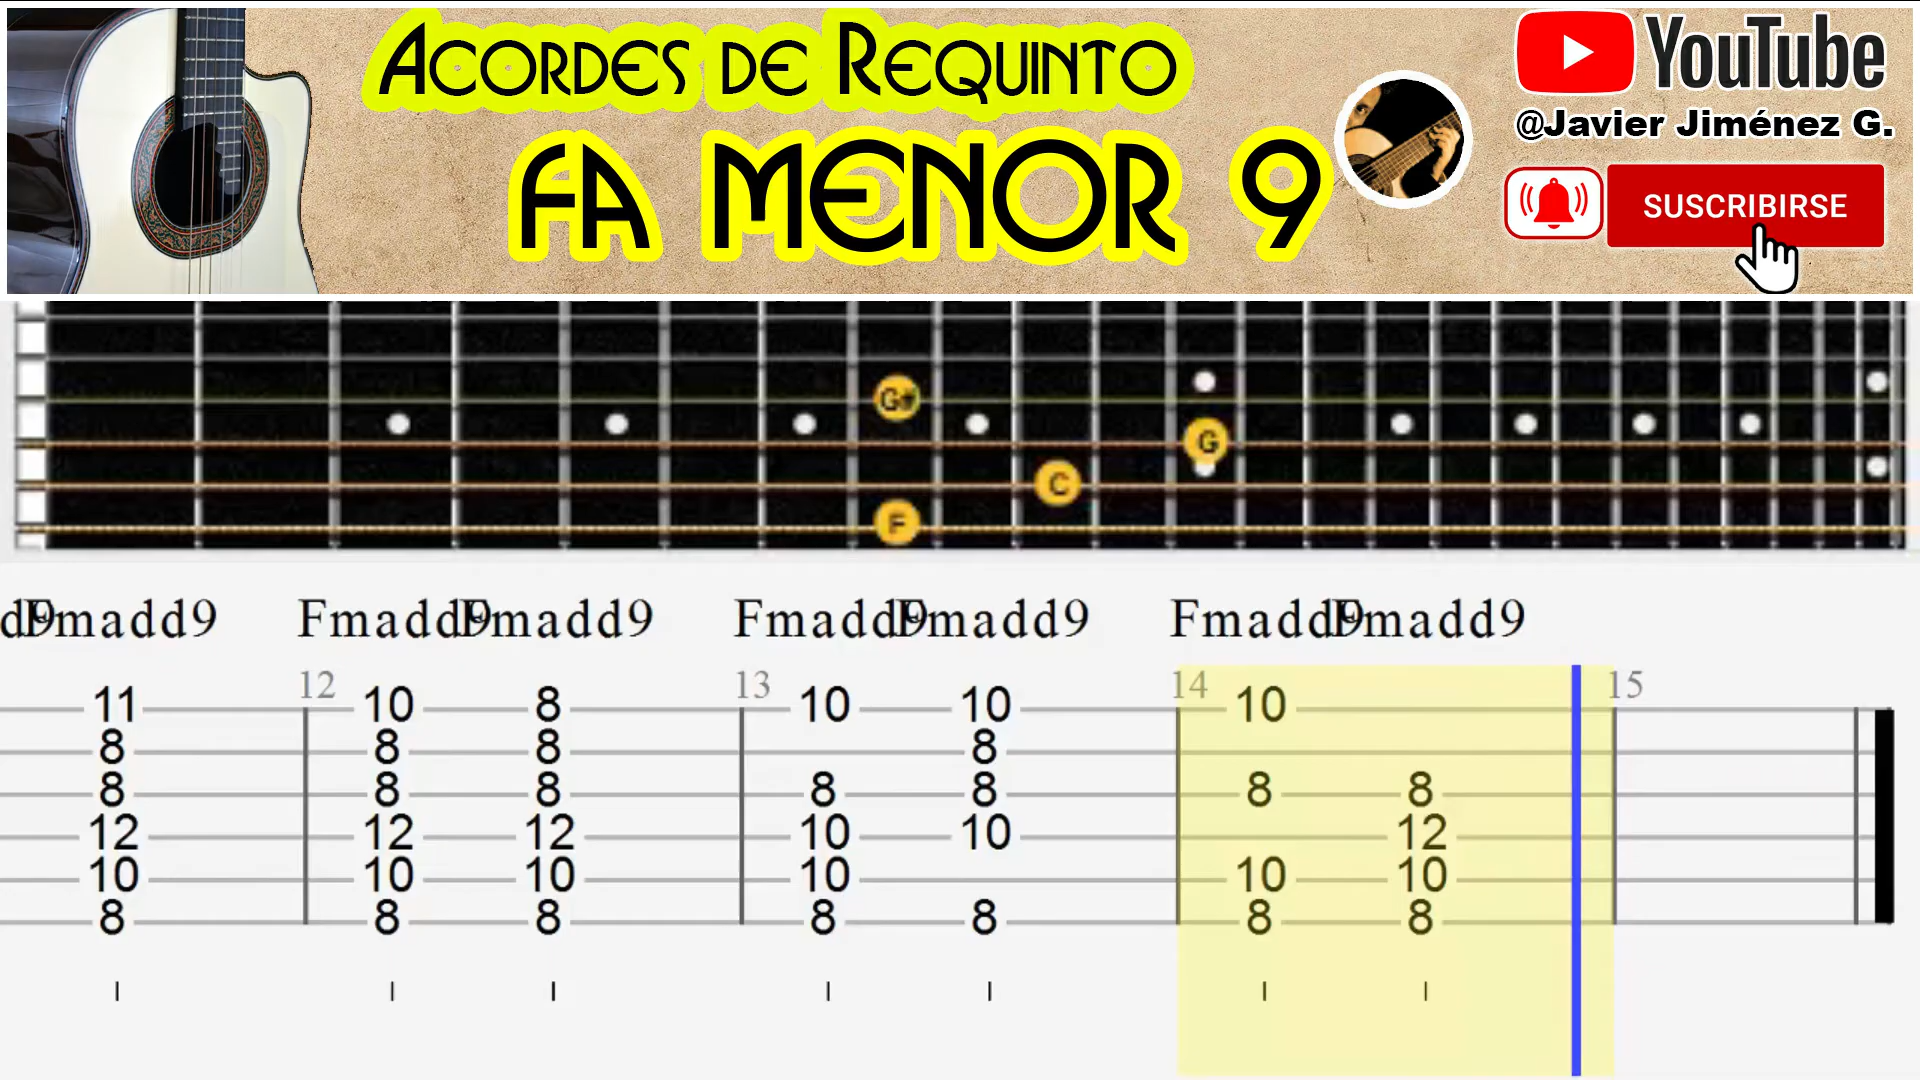 ACORDES DE REQUINTO
FA MENOR 9
YouTube
@Javier Jiménez G.
SUSCRIBIRSE
G#
G
C
F
d9 Fmadd9 Fmadd9 Fmadd9 Fmadd9 Fmadd9 Fmadd9 Fmadd9
12 13 14 15
11 10 8 10 10 10
8 8 8 8
8 8 8 8 8 8 8
12 12 12 10 10 12
10 10 10 10 10 10
8 8 8 8 8 8 8